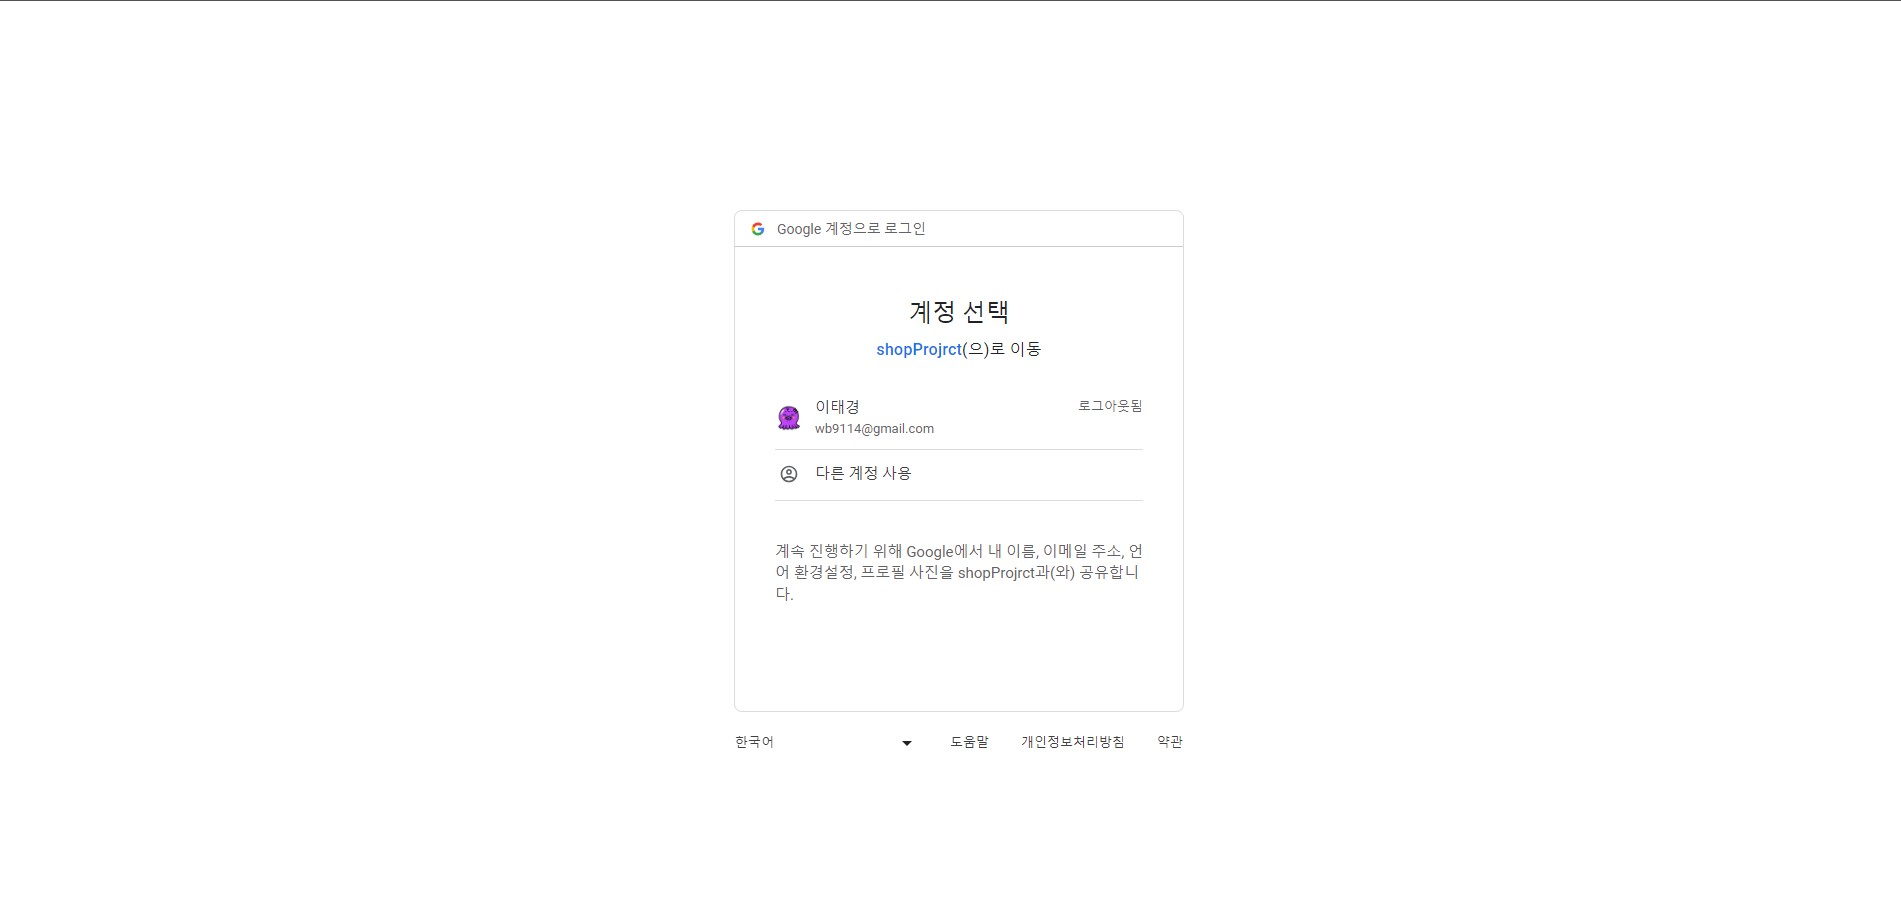 Google 계정으로 로그인
계정 선택
shopProjrct(으)로 이동
이태경
로그아웃됨
wb9114@gmail.com
다른 계정 사용
계속 진행하기 위해 Google에서 내 이름, 이메일 주소, 언
어 환경설정, 프로필 사진을 shopProjrct과(와) 공유합니
다.
한국어
도움말
개인정보처리방침
약관